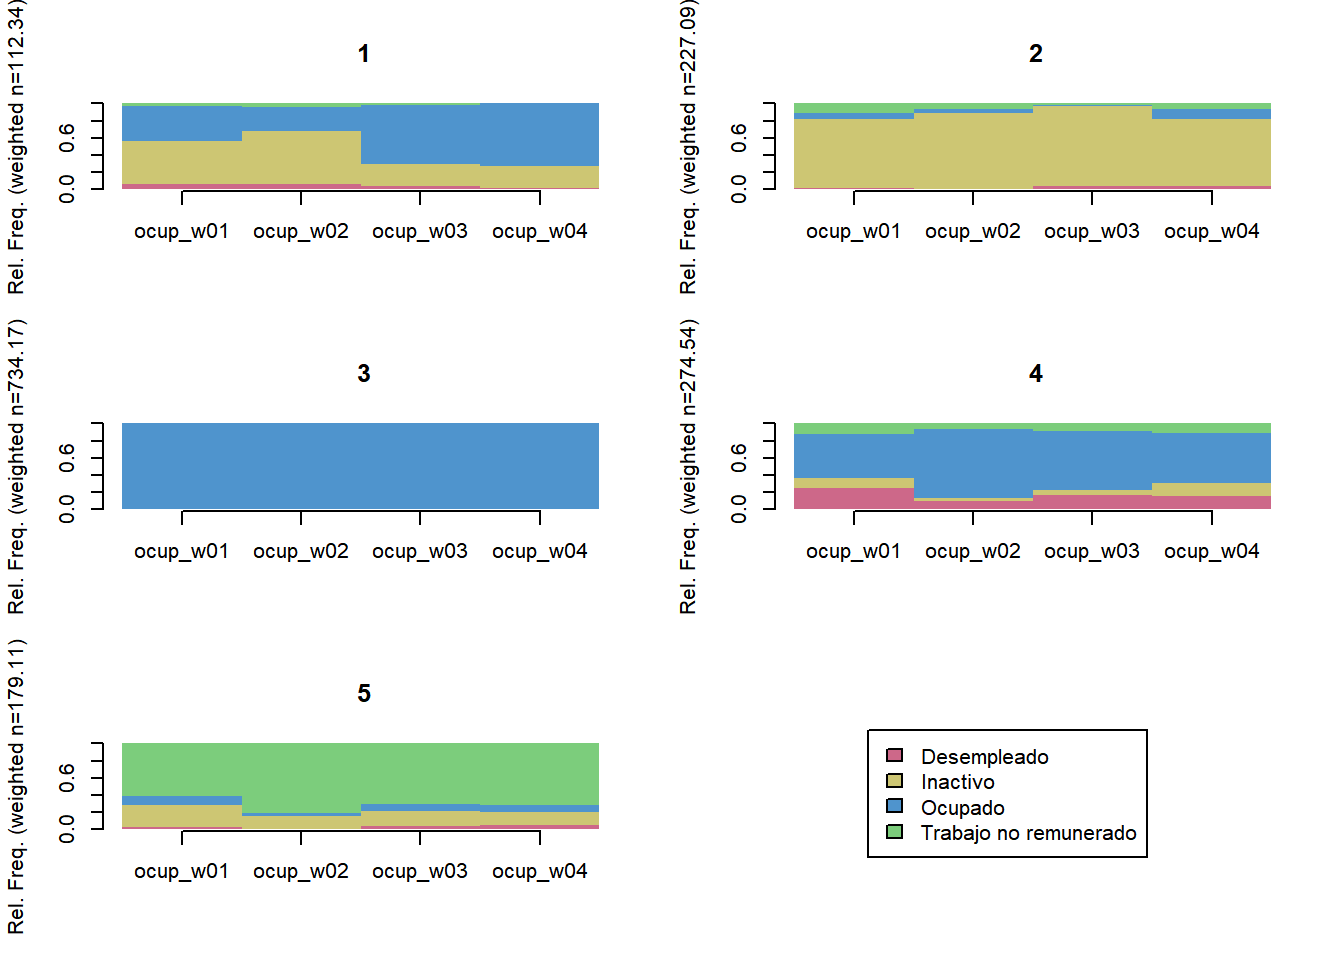 1
Rel. Freq. (weighted n=112.34)
0.0 0.6
ocup_w01 ocup_w02 ocup_w03 ocup_w04
2
Rel. Freq. (weighted n=227.09)
0.0 0.6
ocup_w01 ocup_w02 ocup_w03 ocup_w04
3
Rel. Freq. (weighted n=734.17)
0.0 0.6
ocup_w01 ocup_w02 ocup_w03 ocup_w04
4
Rel. Freq. (weighted n=274.54)
0.0 0.6
ocup_w01 ocup_w02 ocup_w03 ocup_w04
5
Rel. Freq. (weighted n=179.11)
0.0 0.6
ocup_w01 ocup_w02 ocup_w03 ocup_w04
Desempleado
Inactivo
Ocupado
Trabajo no remunerado